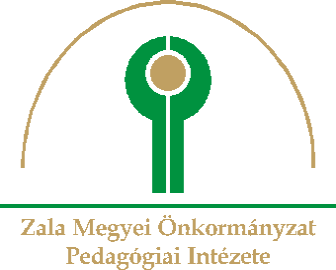 Zala Megyei Önkormányzat
Pedagógiai Intézete